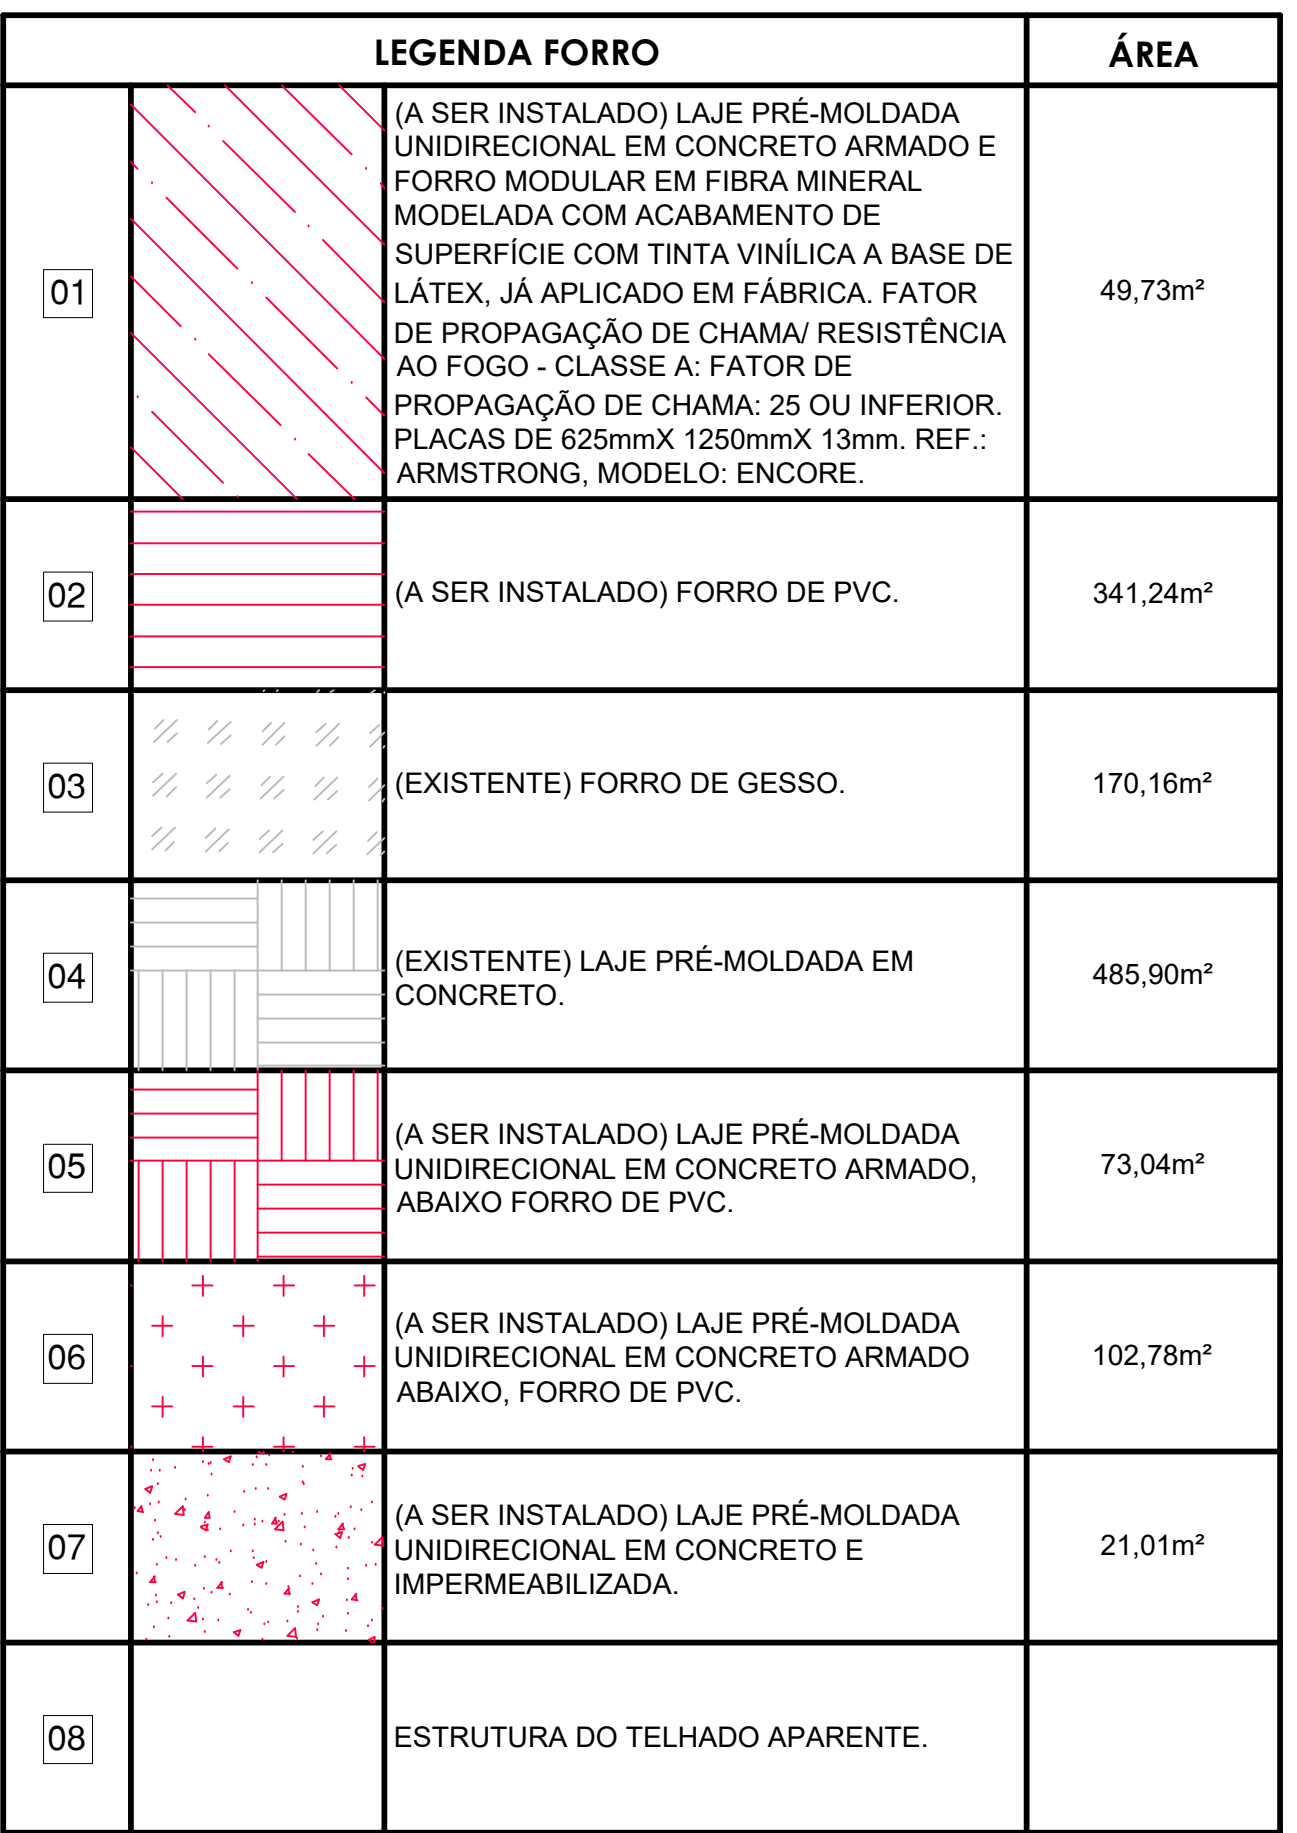 LEGENDA FORRO
ÁREA
01
(A SER INSTALADO) LAJE PRÉ-MOLDADA
UNIDIRECIONAL EM CONCRETO ARMADO E
FORRO MODULAR EM FIBRA MINERAL
MODELADA COM ACABAMENTO DE
SUPERFÍCIE COM TINTA VINÍLICA A BASE DE
LÁTEX, JÁ APLICADO EM FÁBRICA. FATOR
DE PROPAGAÇÃO DE CHAMA/ RESISTÊNCIA
AO FOGO - CLASSE A: FATOR DE
PROPAGAÇÃO DE CHAMA: 25 OU INFERIOR.
PLACAS DE 625mmX 1250mmX 13mm. REF.:
ARMSTRONG, MODELO: ENCORE.
49,73m²
02
(A SER INSTALADO) FORRO DE PVC.
341,24m²
03
(EXISTENTE) FORRO DE GESSO.
170,16m²
04
(EXISTENTE) LAJE PRÉ-MOLDADA EM
CONCRETO.
485,90m²
05
(A SER INSTALADO) LAJE PRÉ-MOLDADA
UNIDIRECIONAL EM CONCRETO ARMADO,
ABAIXO FORRO DE PVC.
73,04m²
06
(A SER INSTALADO) LAJE PRÉ-MOLDADA
UNIDIRECIONAL EM CONCRETO ARMADO
ABAIXO, FORRO DE PVC.
102,78m²
07
(A SER INSTALADO) LAJE PRÉ-MOLDADA
UNIDIRECIONAL EM CONCRETO E
IMPERMEABILIZADA.
21,01m²
08
ESTRUTURA DO TELHADO APARENTE.